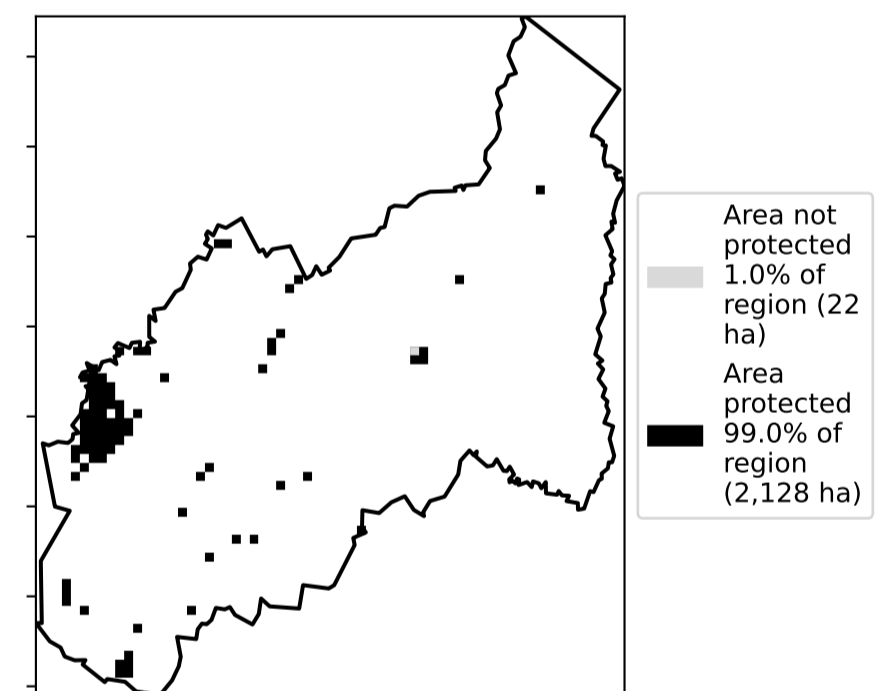 Area not
protected
1.0% of
region (22
ha)
Area
protected
99.0% of
region
(2,128 ha)